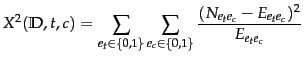 $X^2(\mathbb{D}, t, c) = \sum_{e_t \in \{0,1\}} \sum_{e_c \in \{0,1\}} \frac{(N_{e_t e_c} - E_{e_t e_c})^2}{E_{e_t e_c}}$